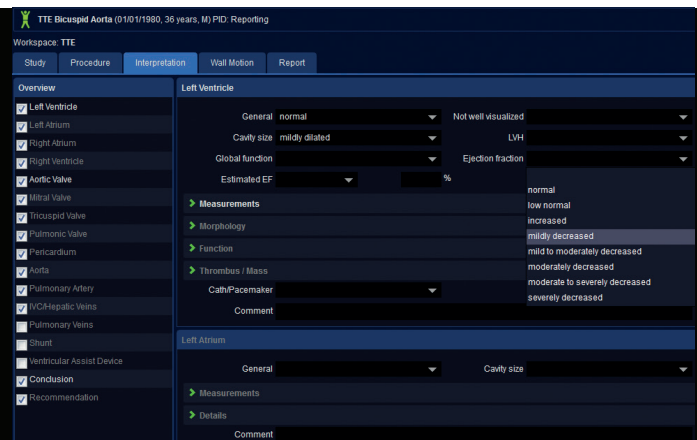 TTE Bicuspid Aorta (01/01/1980, 36 years, M) PID: Reporting
Workspace: TTE
Study Procedure Interpretation Wall Motion Report
Overview
Left Ventricle
Left Atrium
Right Atrium
Right Ventricle
Aortic Valve
Mitral Valve
Tricuspid Valve
Pulmonic Valve
Pericardium
Aorta
Pulmonary Artery
IVC/Hepatic Veins
Pulmonary Veins
Shunt
Ventricular Assist Device
Conclusion
Recommendation
Left Ventricle
General normal Not well visualized
Cavity size mildly dilated LVH
Global function Ejection fraction
Estimated EF %
normal
low normal
increased
mildly decreased
mild to moderately decreased
moderately decreased
moderate to severely decreased
severely decreased
Measurements
Morphology
Function
Thrombus / Mass
Cath/Pacemaker
Comment
Left Atrium
General Cavity size
Measurements
Details
Comment